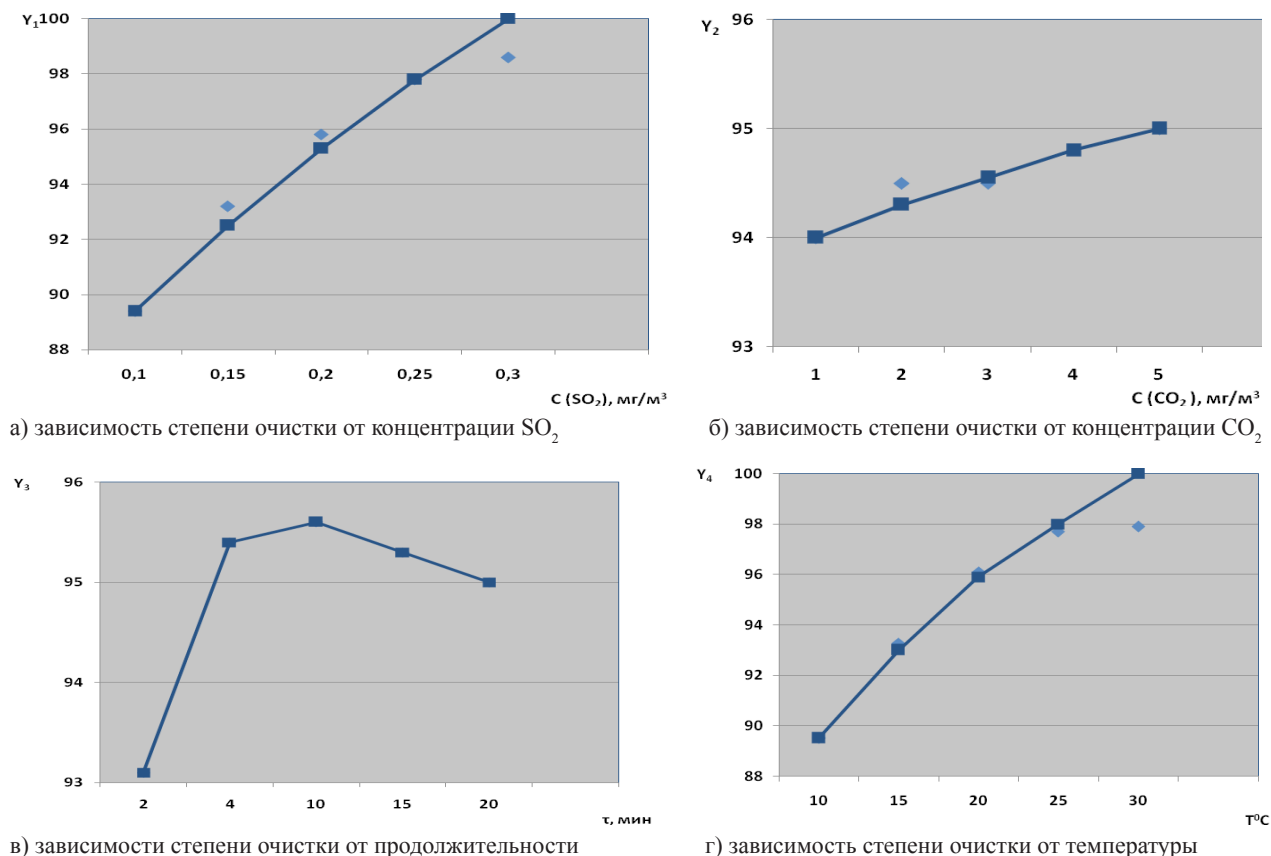 Y₁
100
98
96
94
92
90
88
0,1 0,15 0,2 0,25 0,3
C (SO₂), мг/м³
а) зависимость степени очистки от концентрации SO₂
Y₂
96
95
94
93
1 2 3 4 5
C (CO₂ ), мг/м³
б) зависимость степени очистки от концентрации CO₂
Y₃
96
95
94
93
2 4 10 15 20
τ, мин
в) зависимости степени очистки от продолжительности
Y₄
100
98
96
94
92
90
88
10 15 20 25 30
T⁰C
г) зависимость степени очистки от температуры